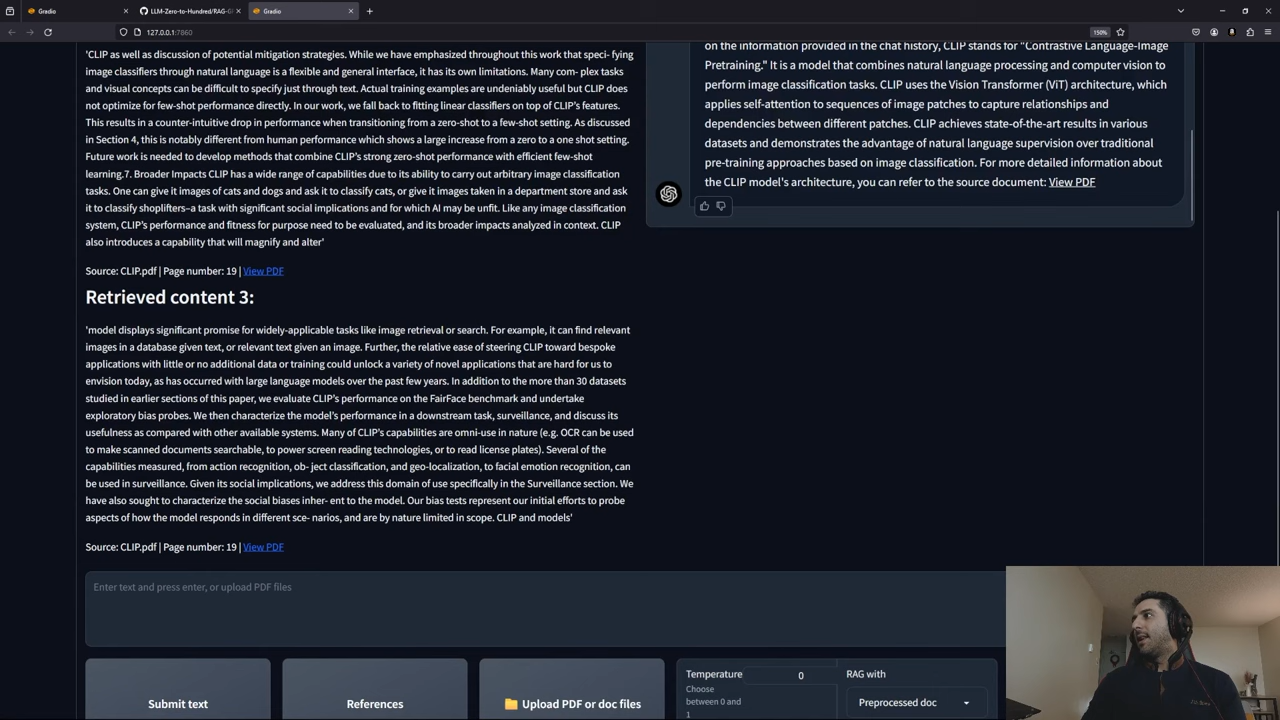 Gradio
LLM-Zero-to-Hundred/RAG-G
Gradio
127.0.0.1:7860
150%
'CLIP as well as discussion of potential mitigation strategies. While we have emphasized throughout this work that speci- fying
image classifiers through natural language is a flexible and general interface, it has its own limitations. Many com- plex tasks
and visual concepts can be difficult to specify just through text. Actual training examples are undeniably useful but CLIP does
not optimize for few-shot performance directly. In our work, we fall back to fitting linear classifiers on top of CLIP's features.
This results in a counter-intuitive drop in performance when transitioning from a zero-shot to a few-shot setting. As discussed
in Section 4, this is notably different from human performance which shows a large increase from a zero to a one shot setting.
Future work is needed to develop methods that combine CLIP's strong zero-shot performance with efficient few-shot
learning.7. Broader Impacts CLIP has a wide range of capabilities due to its ability to carry out arbitrary image classification
tasks. One can give it images of cats and dogs and ask it to classify cats, or give it images taken in a department store and ask
it to classify shoplifters–a task with significant social implications and for which AI may be unfit. Like any image classification
system, CLIP's performance and fitness for purpose need to be evaluated, and its broader impacts analyzed in context. CLIP
also introduces a capability that will magnify and alter'
Source: CLIP.pdf | Page number: 19 | View PDF
Retrieved content 3:
'model displays significant promise for widely-applicable tasks like image retrieval or search. For example, it can find relevant
images in a database given text, or relevant text given an image. Further, the relative ease of steering CLIP toward bespoke
applications with little or no additional data or training could unlock a variety of novel applications that are hard for us to
envision today, as has occurred with large language models over the past few years. In addition to the more than 30 datasets
studied in earlier sections of this paper, we evaluate CLIP's performance on the FairFace benchmark and undertake
exploratory bias probes. We then characterize the model's performance in a downstream task, surveillance, and discuss its
usefulness as compared with other available systems. Many of CLIP's capabilities are omni-use in nature (e.g. OCR can be used
to make scanned documents searchable, to power screen reading technologies, or to read license plates). Several of the
capabilities measured, from action recognition, ob- ject classification, and geo-localization, to facial emotion recognition, can
be used in surveillance. Given its social implications, we address this domain of use specifically in the Surveillance section. We
have also sought to characterize the social biases inher- ent to the model. Our bias tests represent our initial efforts to probe
aspects of how the model responds in different sce- narios, and are by nature limited in scope. CLIP and models'
Source: CLIP.pdf | Page number: 19 | View PDF
on the information provided in the chat history, CLIP stands for "Contrastive Language-Image
Pretraining." It is a model that combines natural language processing and computer vision to
perform image classification tasks. CLIP uses the Vision Transformer (ViT) architecture, which
applies self-attention to sequences of image patches to capture relationships and
dependencies between different patches. CLIP achieves state-of-the-art results in various
datasets and demonstrates the advantage of natural language supervision over traditional
pre-training approaches based on image classification. For more detailed information about
the CLIP model's architecture, you can refer to the source document: View PDF
Enter text and press enter, or upload PDF files
Submit text
References
Upload PDF or doc files
Temperature
0
Choose
between 0 and
1
RAG with
Preprocessed doc